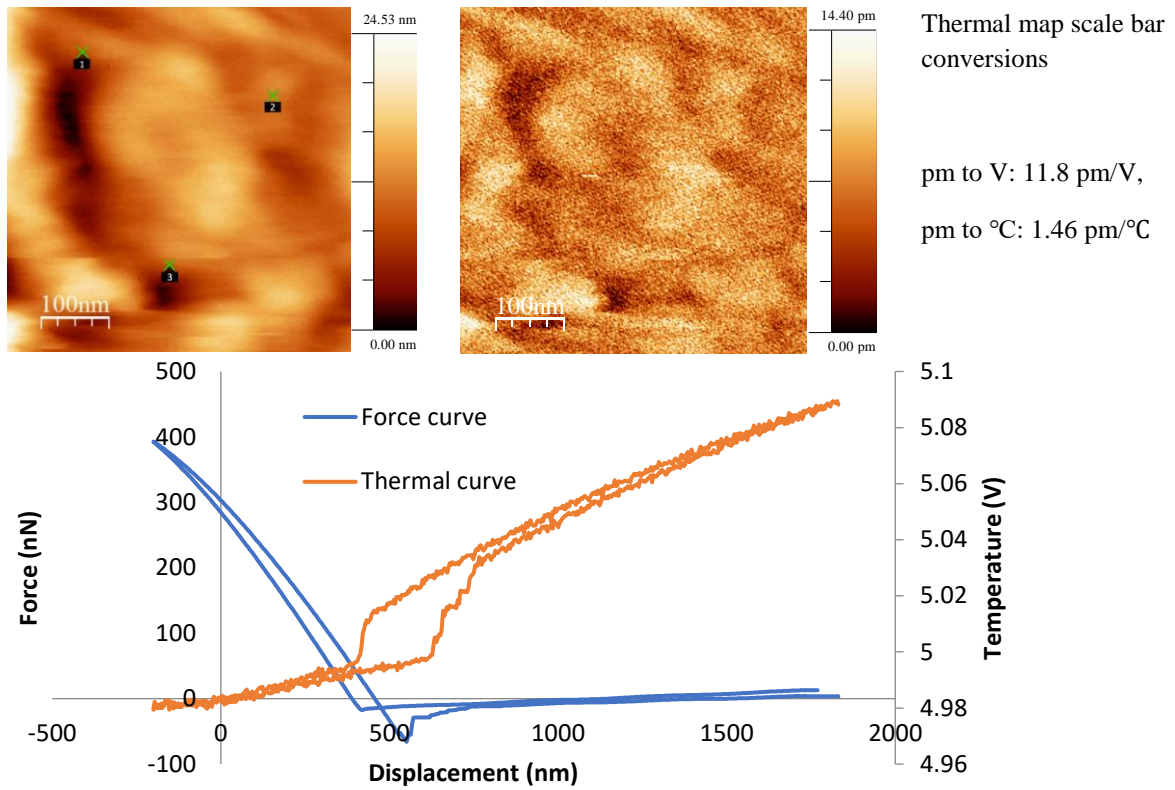 24.53 nm
1
2
3
100nm
0.00 nm
14.40 pm
100nm
0.00 pm
Thermal map scale bar
conversions
pm to V: 11.8 pm/V,
pm to °C: 1.46 pm/℃
500
400
300
200
100
0
-100
Force (nN)
Force curve
Thermal curve
5.1
5.08
5.06
5.04
5.02
5
4.98
4.96
Temperature (V)
-500
0
500
1000
1500
2000
Displacement (nm)